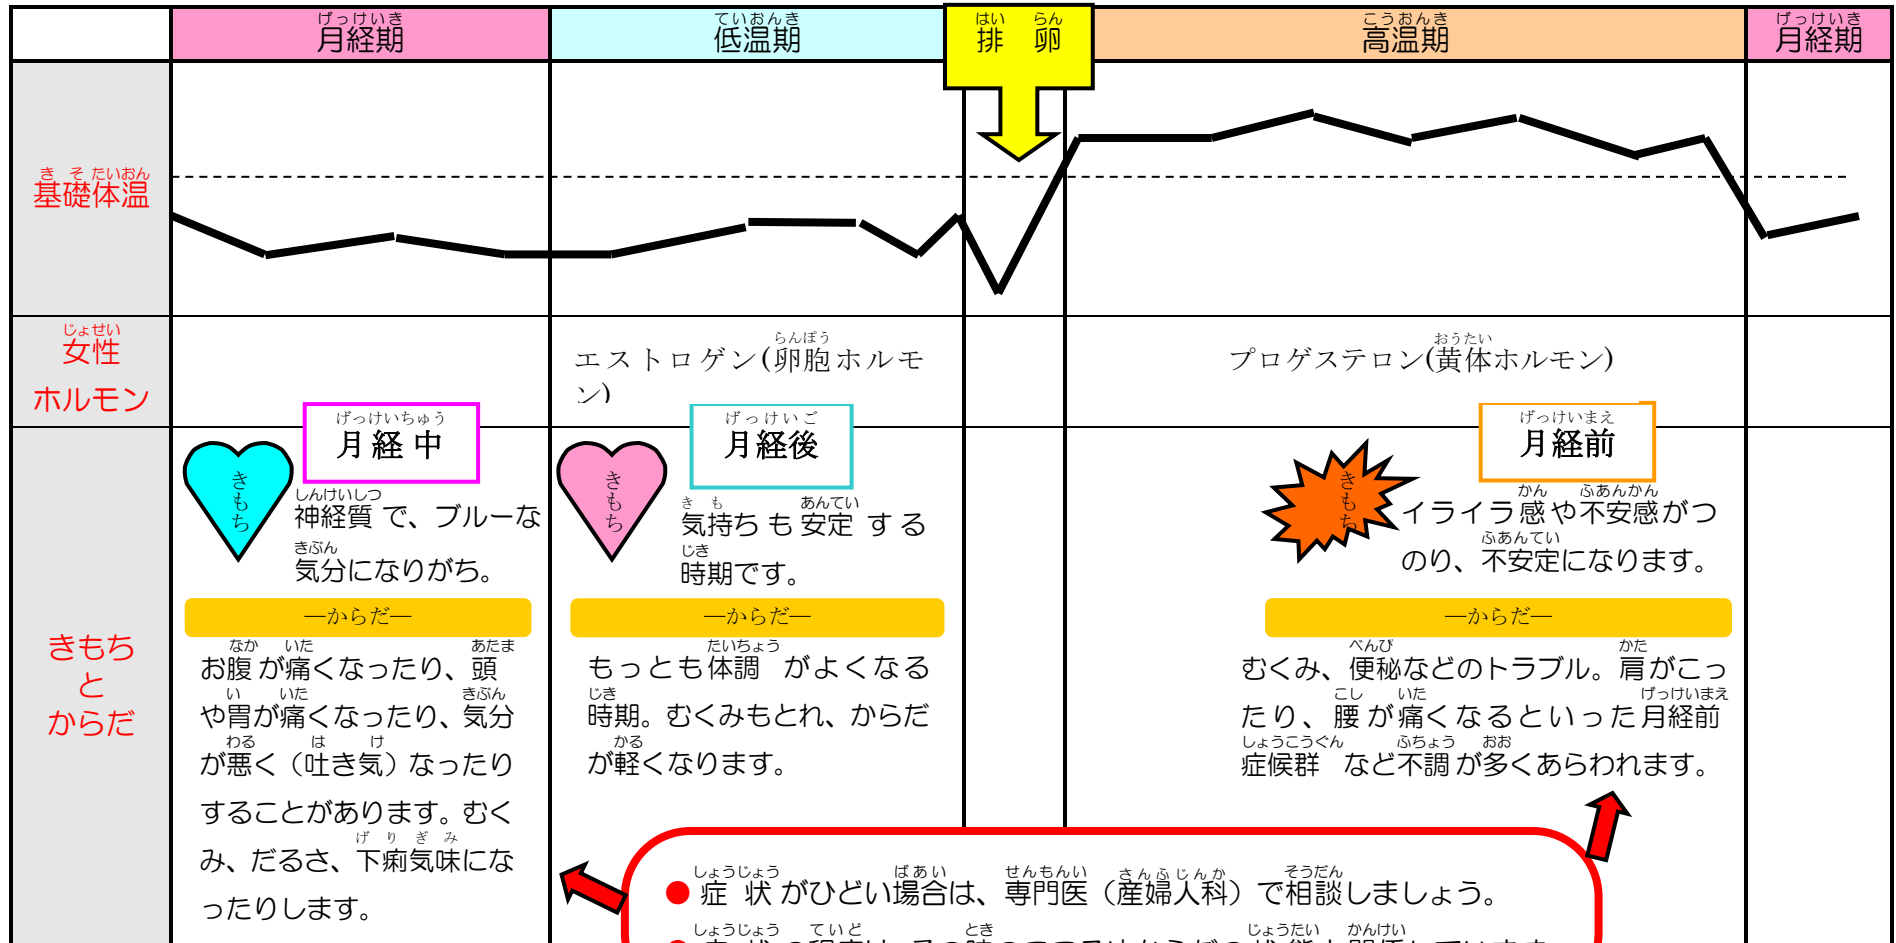 月経期 低温期 排卵 高温期 月経期
げっけいき ていおんき はいらん こうおんき げっけいき
基礎体温
きそたいおん
女性
じょせい
ホルモン
エストロゲン(卵胞ホルモ
らんぽう
ン)
プロゲステロン(黄体ホルモン)
おうたい
きもち
と
からだ
月経中
げっけいちゅう
きもち
神経質で、ブルーな
しんけいしつ
気分になりがち。
きぶん
―からだ―
お腹が痛くなったり、頭
なか いた あたま
や胃が痛くなったり、気分
い いた きぶん
が悪く（吐き気）なったり
わる は け
することがあります。むく
み、だるさ、下痢気味にな
げりぎみ
ったりします。
月経後
げっけいご
きもち
気持ちも安定する
きも あんてい
時期です。
じき
―からだ―
もっとも体調がよくなる
たいちょう
時期。むくみもとれ、からだ
じき
が軽くなります。
かる
月経前
げっけいまえ
きもち
イライラ感や不安感がつ
かん ふあんかん
のり、不安定になります。
ふあんてい
―からだ―
むくみ、便秘などのトラブル。肩がこっ
べんぴ かた
たり、腰が痛くなるといった月経前
こし いた げっけいまえ
症候群など不調が多くあらわれます。
しょうこうぐん ふちょう おお
●症状がひどい場合は、専門医（産婦人科）で相談しましょう。
しょうじょう ばあい せんもんい さんふじんか そうだん
しょうじょう ていど とき じょうたい かんけい